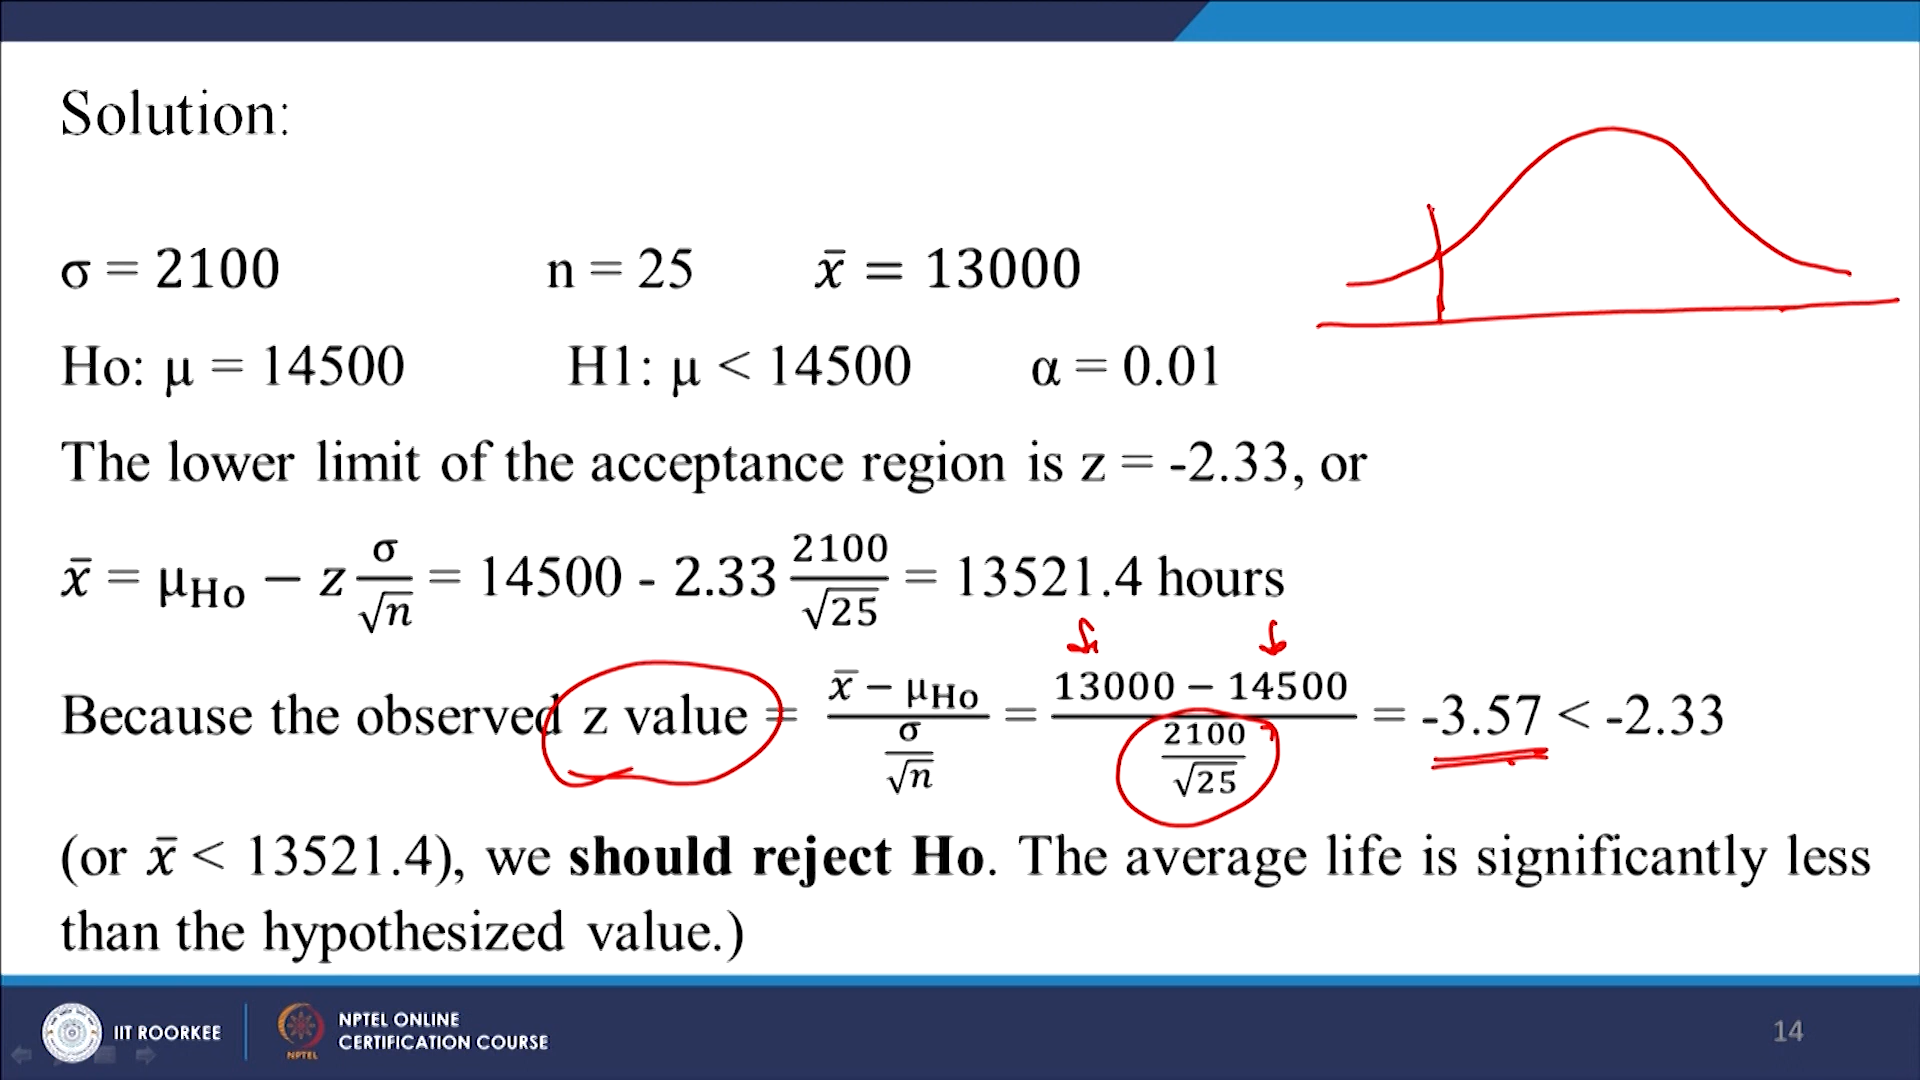 Solution:
σ = 2100 n = 25 x̄ = 13000
Ho: μ = 14500 H1: μ < 14500 α = 0.01
The lower limit of the acceptance region is z = -2.33, or
x̄ = μ_Ho − z σ/√n = 14500 - 2.33 2100/√25 = 13521.4 hours
Because the observed z value = (x̄ − μ_Ho)/(σ/√n) = (13000 − 14500)/(2100/√25) = -3.57 < -2.33
(or x̄ < 13521.4), we should reject Ho. The average life is significantly less
than the hypothesized value.)
IIT ROORKEE
NPTEL
NPTEL ONLINE
CERTIFICATION COURSE
14